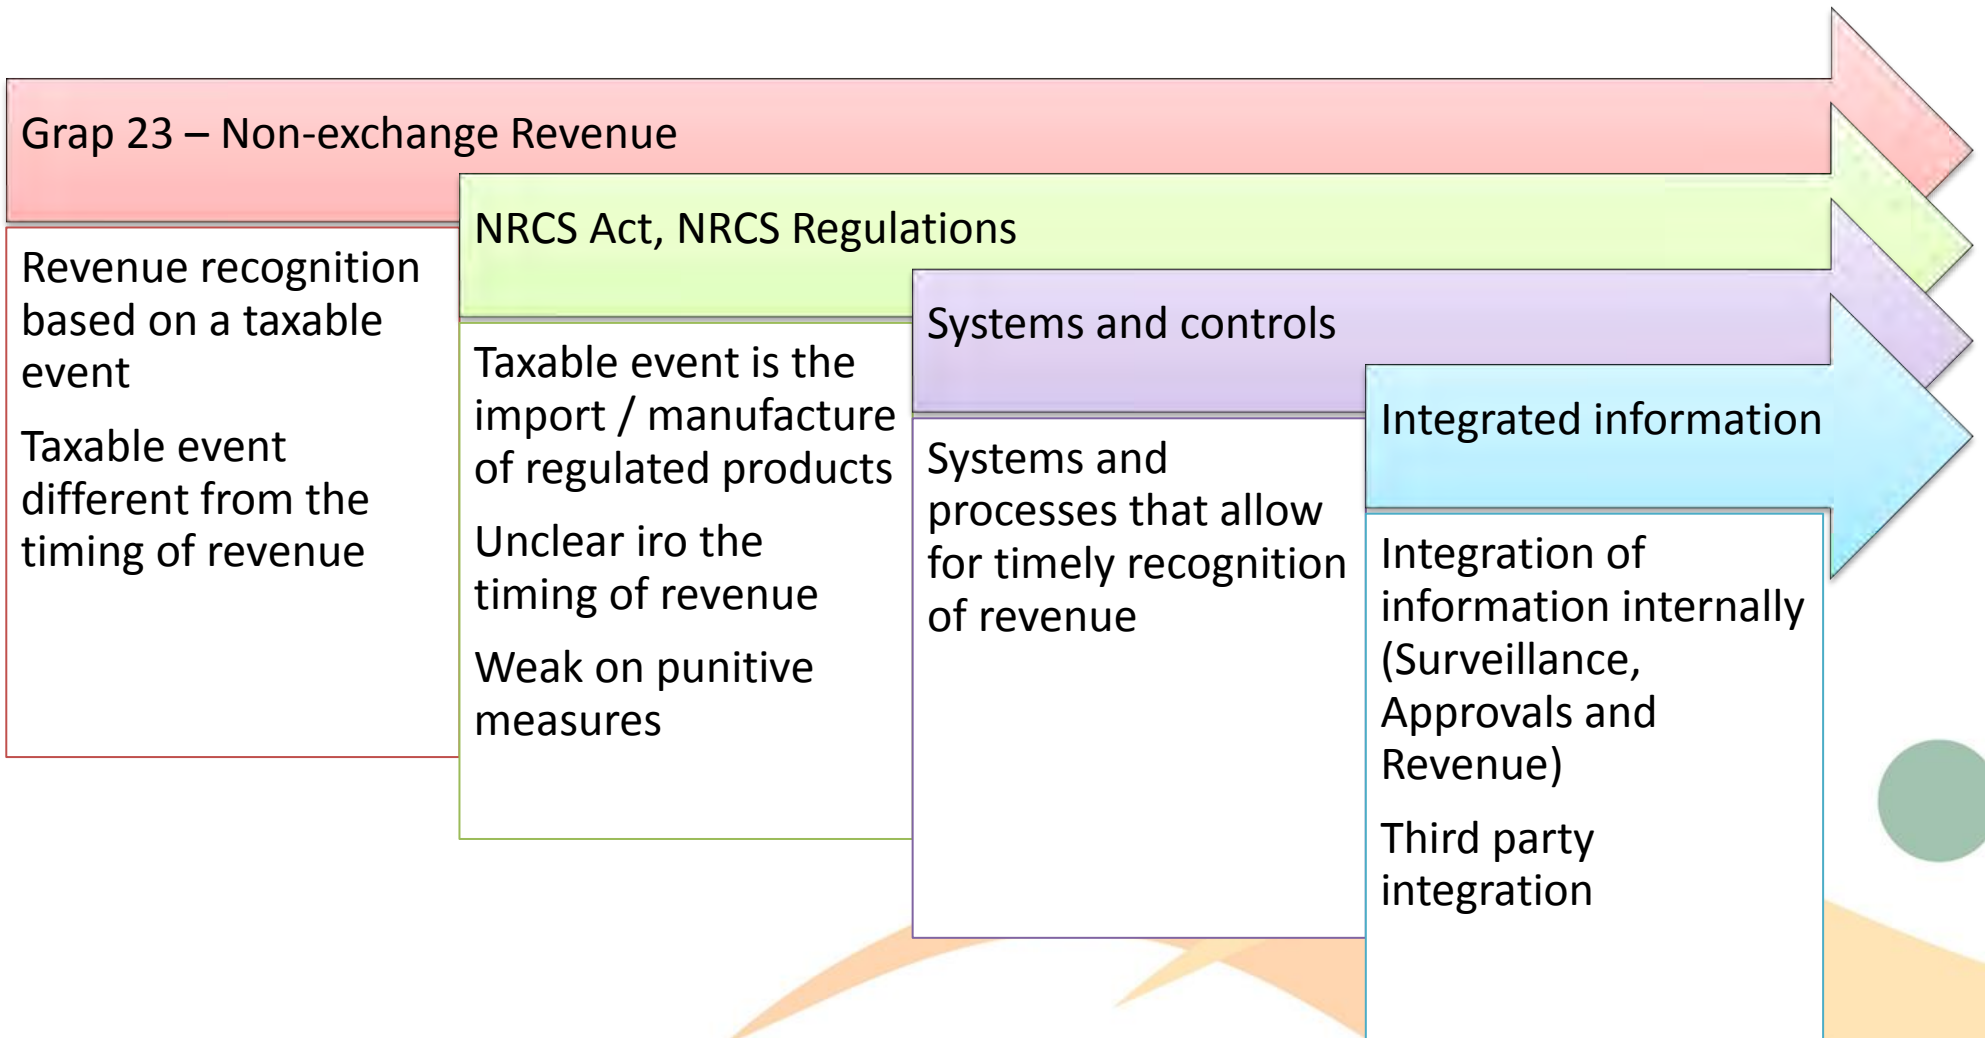 Grap 23 – Non-exchange Revenue
Revenue recognition
based on a taxable
event
Taxable event
different from the
timing of revenue
NRCS Act, NRCS Regulations
Taxable event is the
import / manufacture
of regulated products
Unclear iro the
timing of revenue
Weak on punitive
measures
Systems and controls
Systems and
processes that allow
for timely recognition
of revenue
Integrated information
Integration of
information internally
(Surveillance,
Approvals and
Revenue)
Third party
integration